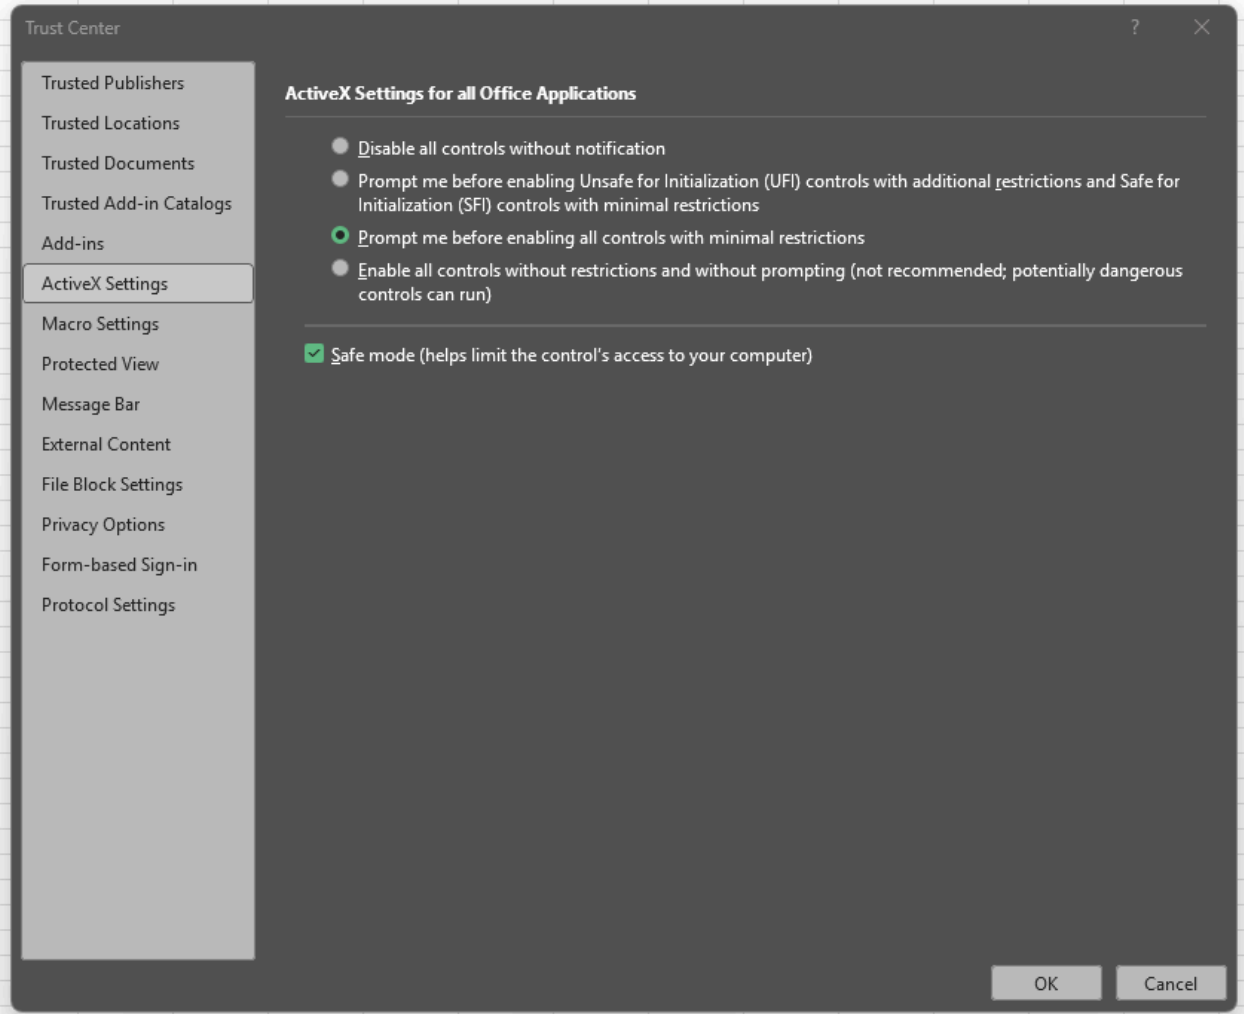 Trust Center
?
Trusted Publishers
Trusted Locations
Trusted Documents
Trusted Add-in Catalogs
Add-ins
ActiveX Settings
Macro Settings
Protected View
Message Bar
External Content
File Block Settings
Privacy Options
Form-based Sign-in
Protocol Settings
ActiveX Settings for all Office Applications
Disable all controls without notification
Prompt me before enabling Unsafe for Initialization (UFI) controls with additional restrictions and Safe for
Initialization (SFI) controls with minimal restrictions
Prompt me before enabling all controls with minimal restrictions
Enable all controls without restrictions and without prompting (not recommended; potentially dangerous
controls can run)
Safe mode (helps limit the control's access to your computer)
OK
Cancel